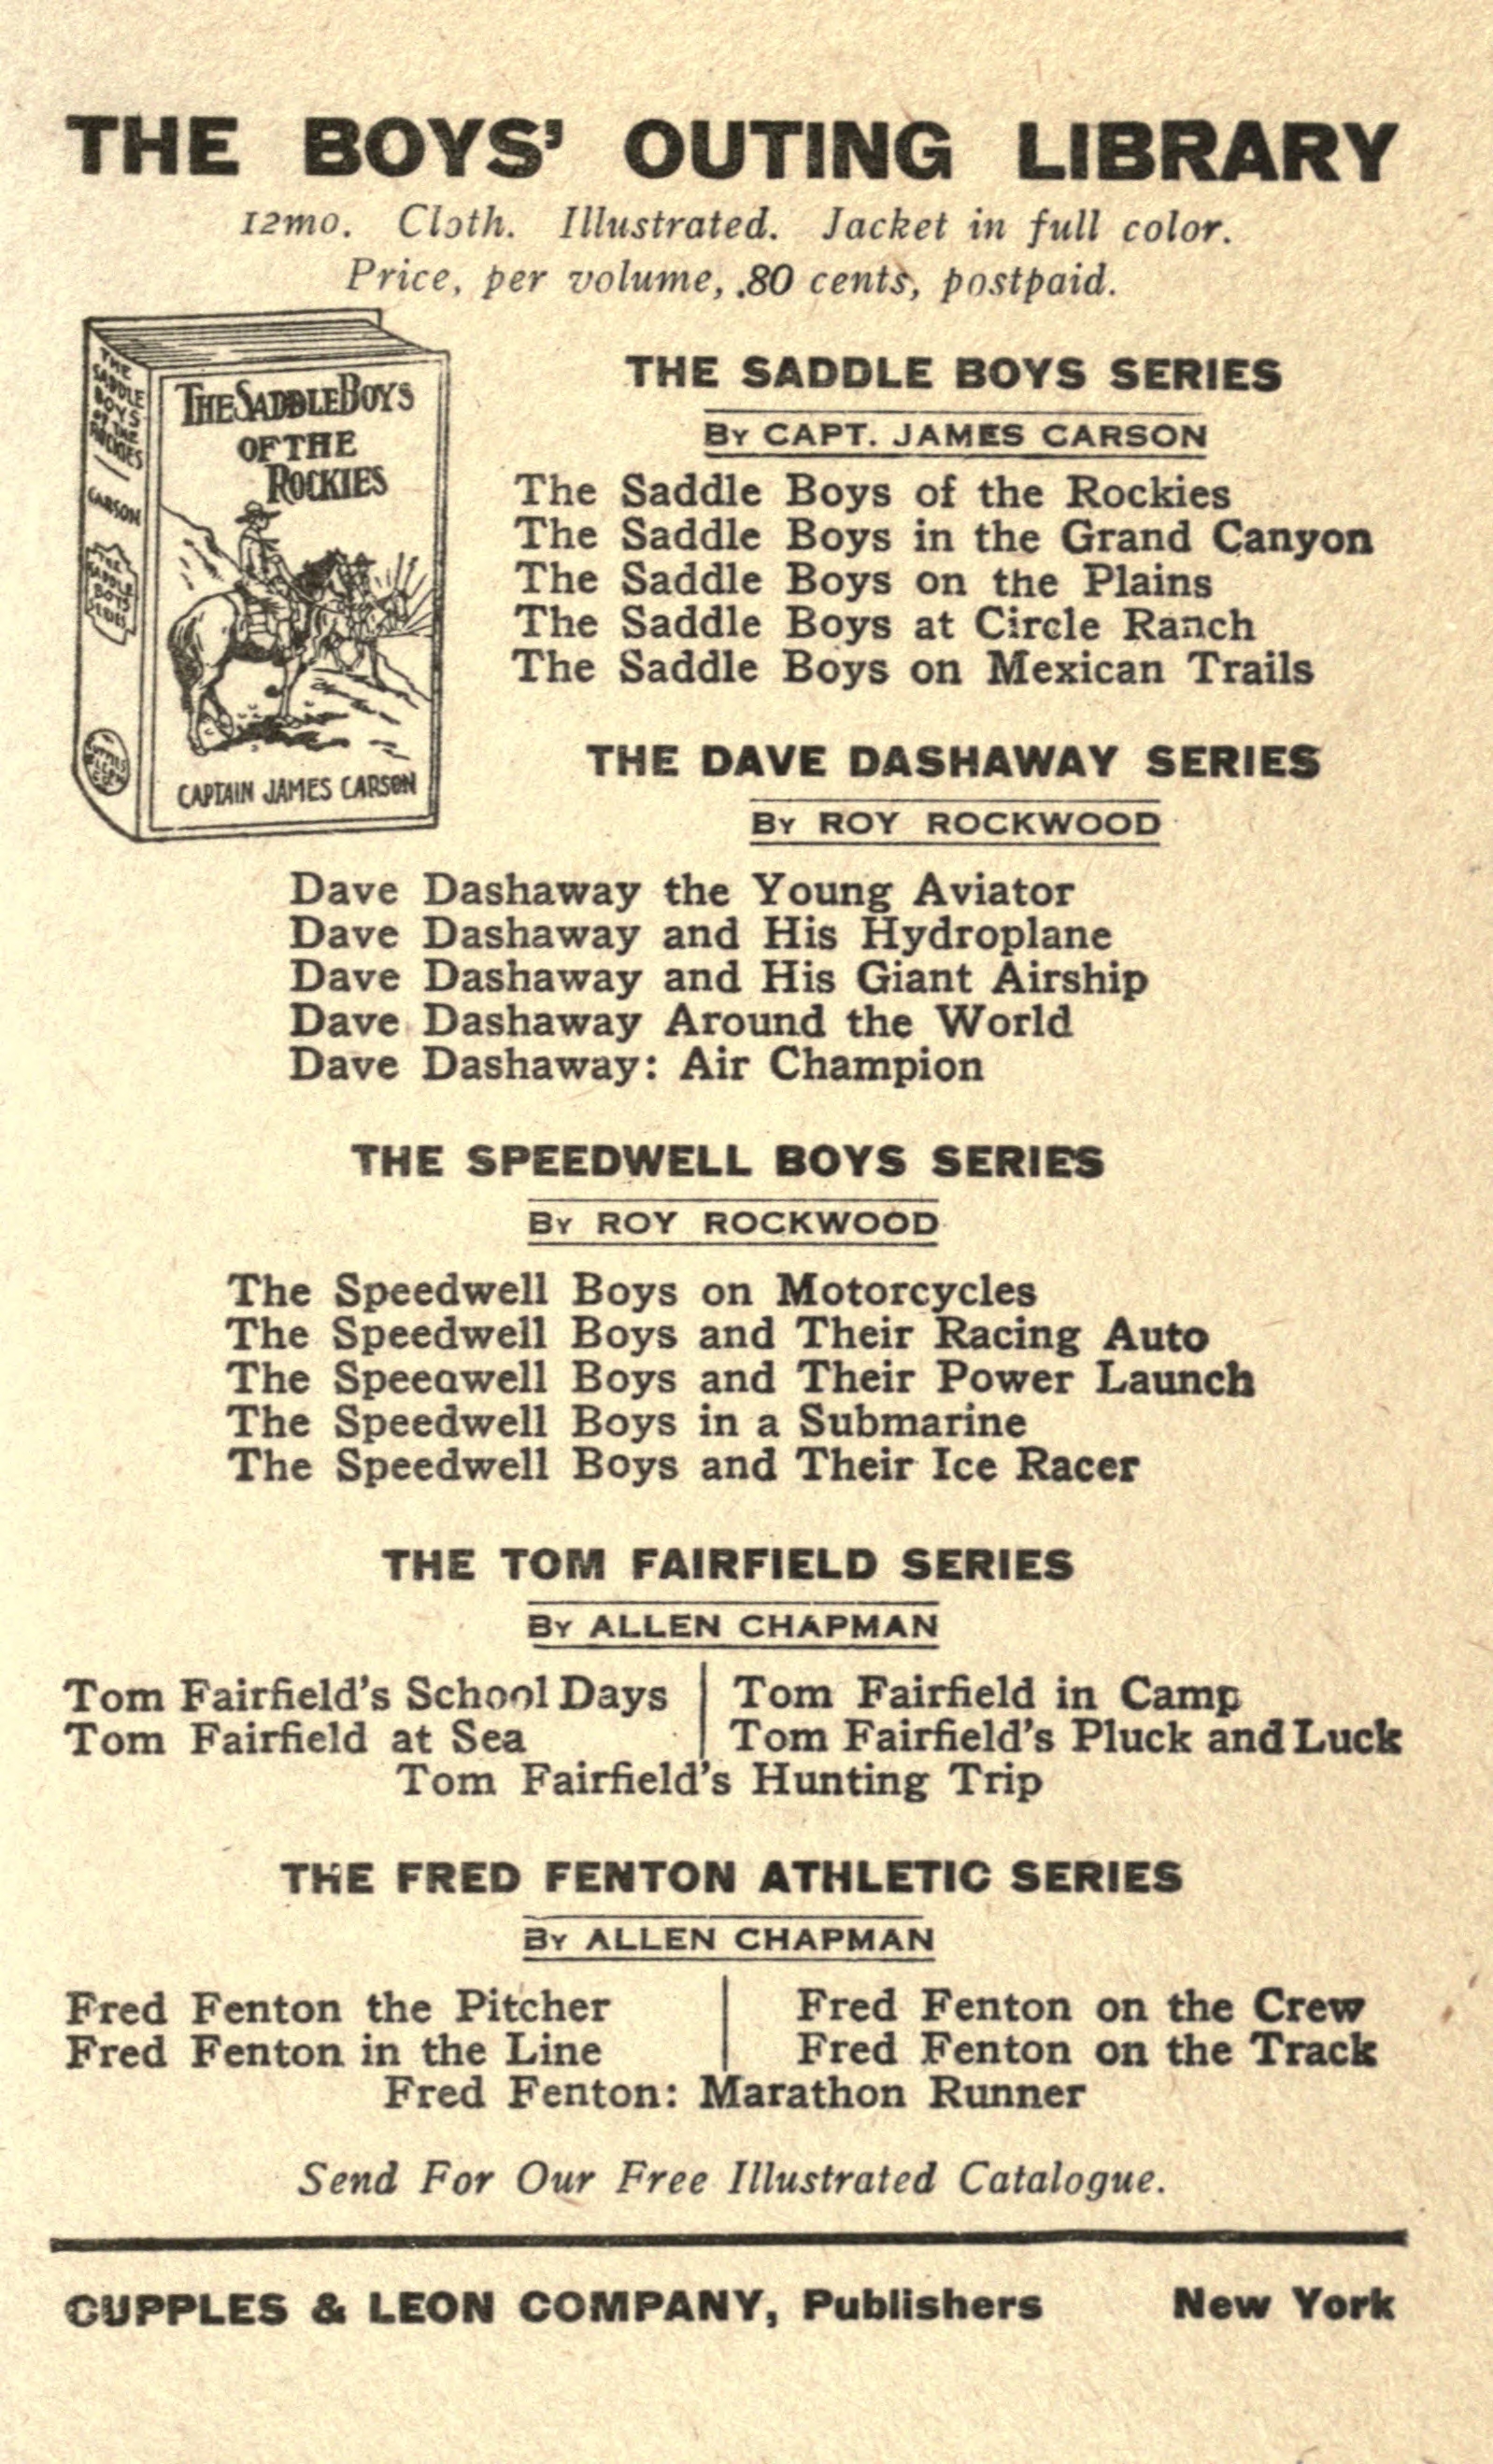 THE BOYS' OUTING LIBRARY
12mo. Cloth. Illustrated. Jacket in full color.
Price, per volume, .80 cents, postpaid.
THE SADDLE BOYS OF THE ROCKIES
CARSON
THE SADDLE BOYS
OF THE
ROCKIES
CAPTAIN JAMES CARSON
THE SADDLE BOYS SERIES
By CAPT. JAMES CARSON
The Saddle Boys of the Rockies
The Saddle Boys in the Grand Canyon
The Saddle Boys on the Plains
The Saddle Boys at Circle Ranch
The Saddle Boys on Mexican Trails
THE DAVE DASHAWAY SERIES
By ROY ROCKWOOD
Dave Dashaway the Young Aviator
Dave Dashaway and His Hydroplane
Dave Dashaway and His Giant Airship
Dave Dashaway Around the World
Dave Dashaway: Air Champion
THE SPEEDWELL BOYS SERIES
By ROY ROCKWOOD
The Speedwell Boys on Motorcycles
The Speedwell Boys and Their Racing Auto
The Speedwell Boys and Their Power Launch
The Speedwell Boys in a Submarine
The Speedwell Boys and Their Ice Racer
THE TOM FAIRFIELD SERIES
By ALLEN CHAPMAN
Tom Fairfield's School Days
Tom Fairfield at Sea
Tom Fairfield in Camp
Tom Fairfield's Pluck and Luck
Tom Fairfield's Hunting Trip
THE FRED FENTON ATHLETIC SERIES
By ALLEN CHAPMAN
Fred Fenton the Pitcher
Fred Fenton in the Line
Fred Fenton on the Crew
Fred Fenton on the Track
Fred Fenton: Marathon Runner
Send For Our Free Illustrated Catalogue.
CUPPLES & LEON COMPANY, Publishers New York